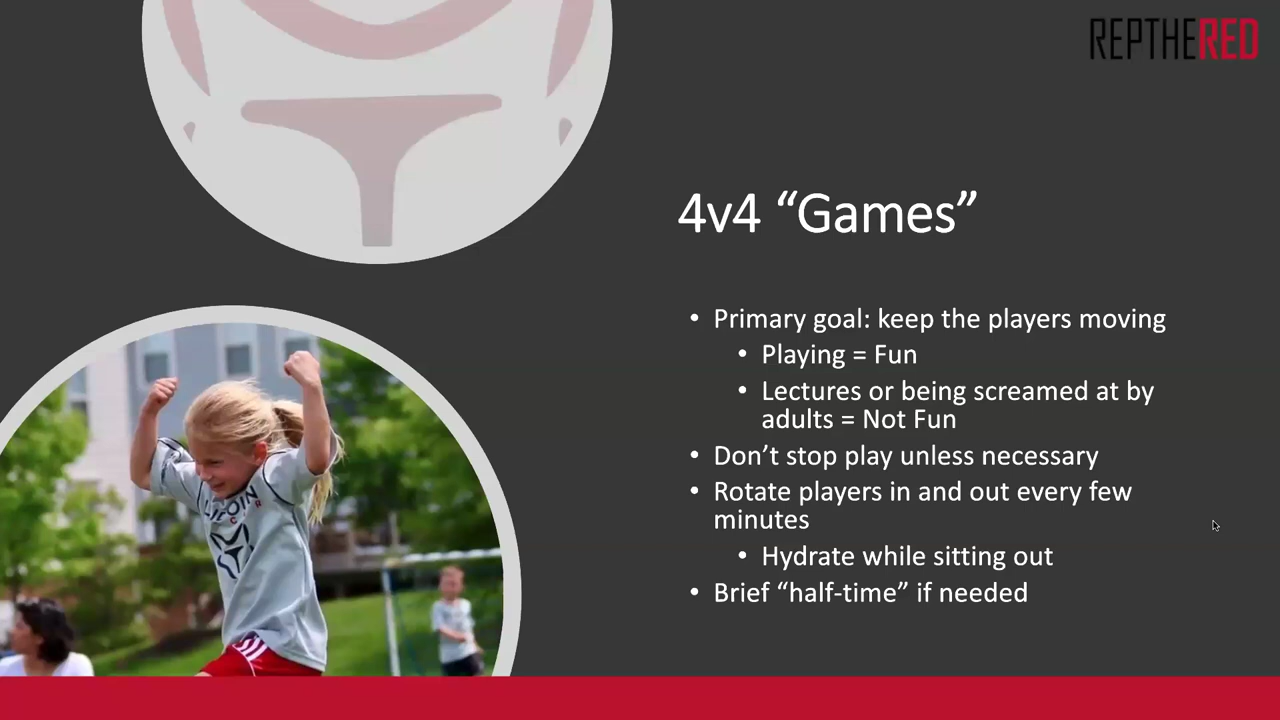 REPTHERED
4v4 “Games”
• Primary goal: keep the players moving
• Playing = Fun
• Lectures or being screamed at by
adults = Not Fun
• Don’t stop play unless necessary
• Rotate players in and out every few
minutes
• Hydrate while sitting out
• Brief “half-time” if needed